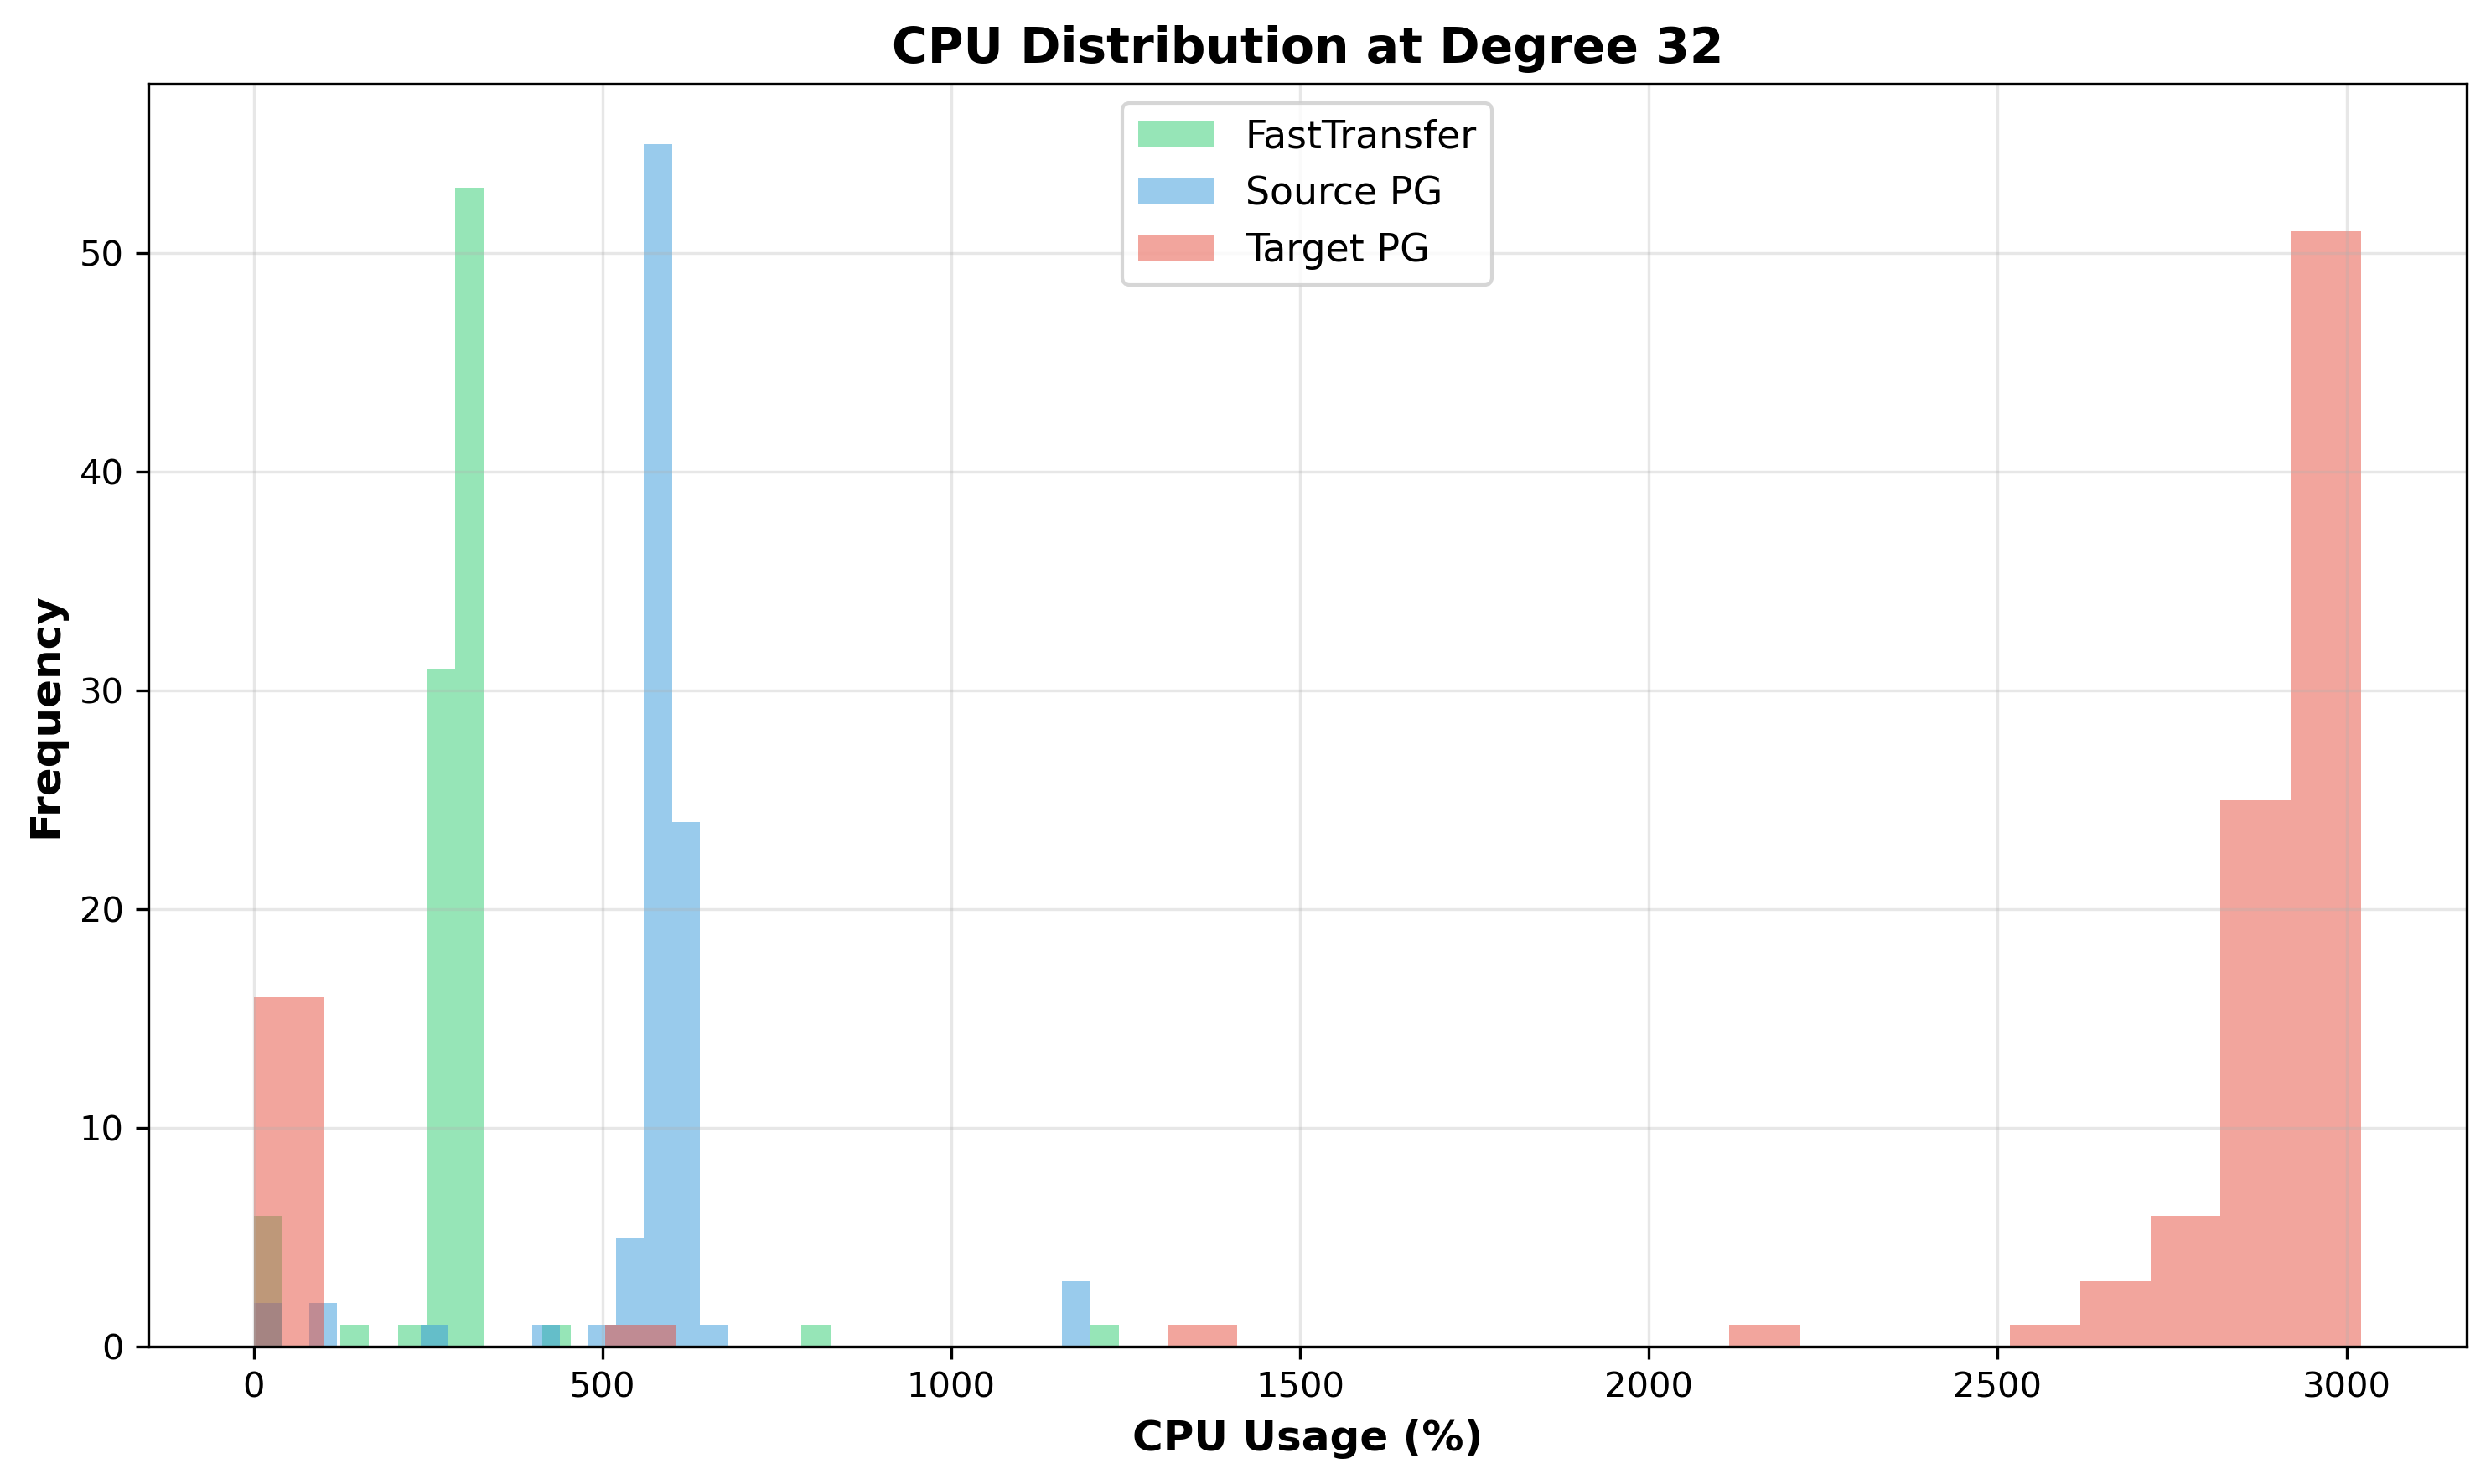 CPU Distribution at Degree 32
FastTransfer
Source PG
Target PG
Frequency
50
40
30
20
10
0
0 500 1000 1500 2000 2500 3000
CPU Usage (%)